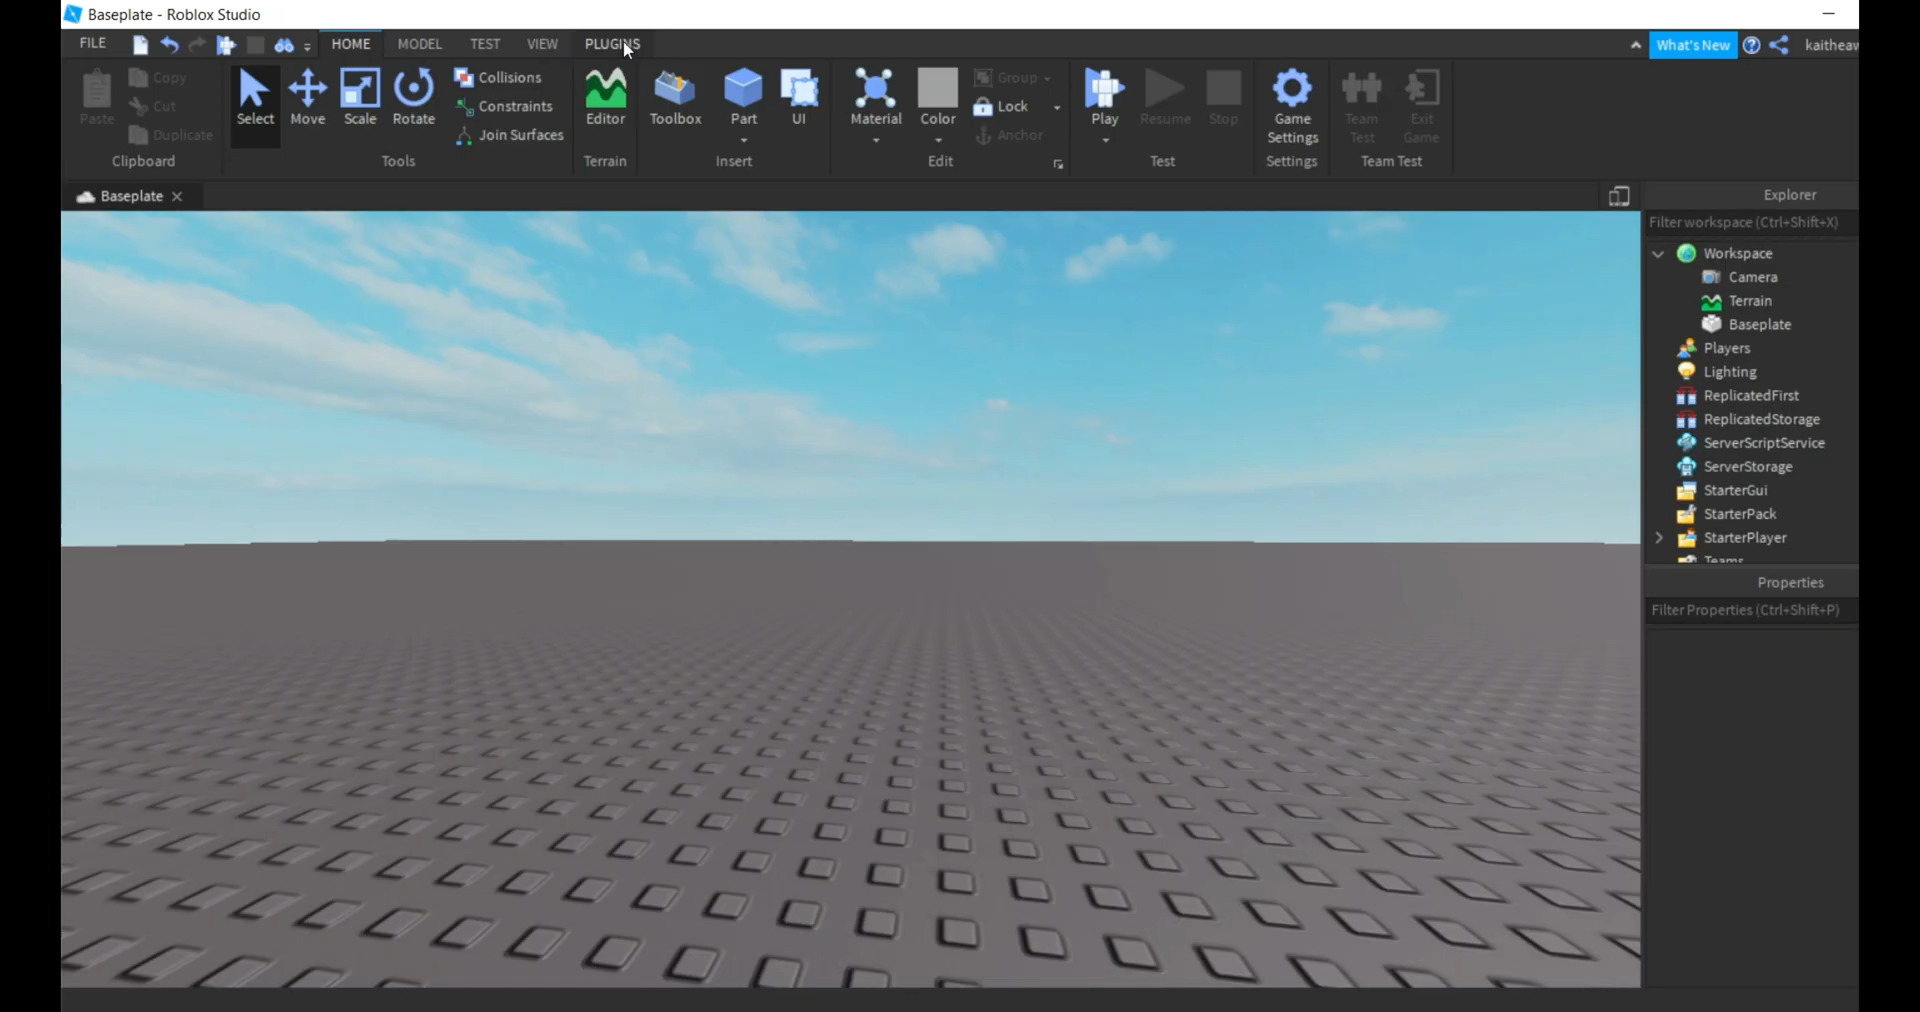 Baseplate - Roblox Studio
FILE HOME MODEL TEST VIEW PLUGINS What's New kaitheaw
Paste Copy Cut Duplicate
Clipboard
Select Move Scale Rotate Collisions Constraints Join Surfaces
Tools
Editor
Terrain
Toolbox Part UI
Insert
Material Color Group Lock Anchor
Edit
Play Resume Stop
Test
Game Settings
Settings
Team Test Exit Game
Team Test
Baseplate
Explorer
Filter workspace (Ctrl+Shift+X)
Workspace
Camera
Terrain
Baseplate
Players
Lighting
ReplicatedFirst
ReplicatedStorage
ServerScriptService
ServerStorage
StarterGui
StarterPack
StarterPlayer
Teams
Properties
Filter Properties (Ctrl+Shift+P)